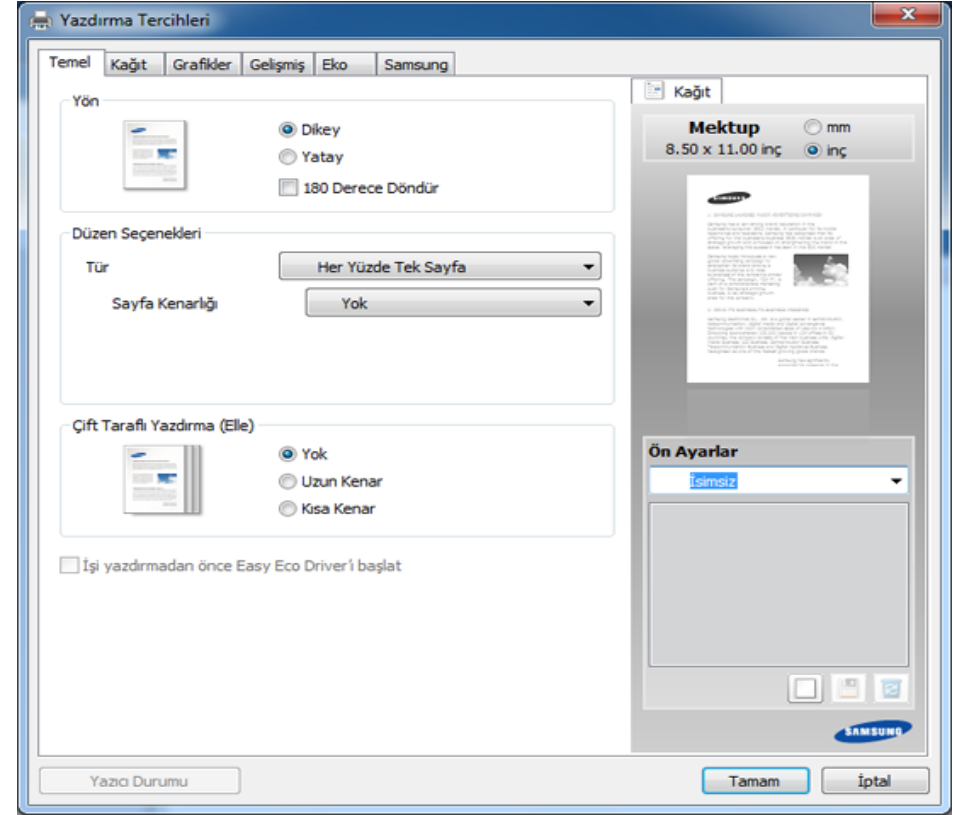 Yazdırma Tercihleri
Temel Kağıt Grafikler Gelişmiş Eko Samsung
Yön
Dikey
Yatay
180 Derece Döndür
Düzen Seçenekleri
Tür Her Yüzde Tek Sayfa
Sayfa Kenarlığı Yok
Çift Taraflı Yazdırma (Elle)
Yok
Uzun Kenar
Kısa Kenar
İşi yazdırmadan önce Easy Eco Driver'i başlat
Kağıt
Mektup mm
8.50 x 11.00 inç inç
SAMSUNG
Ön Ayarlar
İsimsiz
SAMSUNG
Yazıcı Durumu Tamam İptal